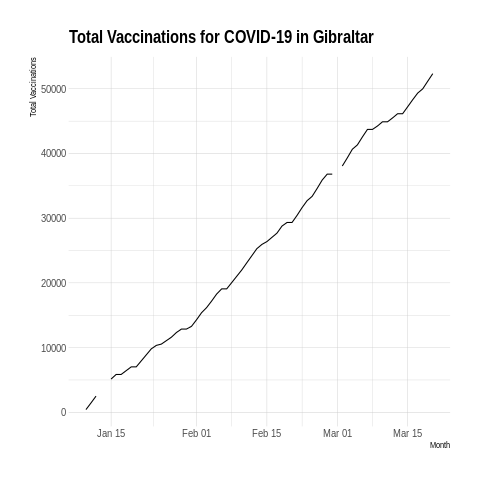 Total Vaccinations for COVID-19 in Gibraltar
Total Vaccinations
50000
40000
30000
20000
10000
0
Jan 15 Feb 01 Feb 15 Mar 01 Mar 15
Month